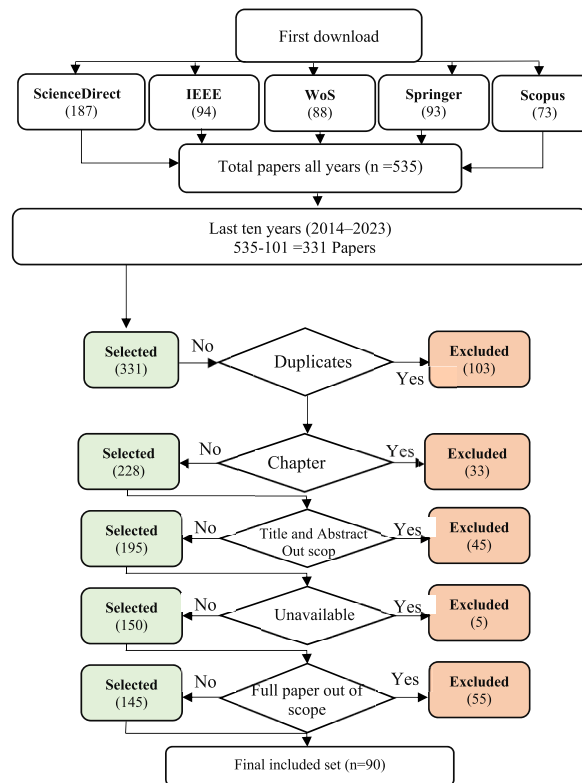 First download
ScienceDirect
(187)
IEEE
(94)
WoS
(88)
Springer
(93)
Scopus
(73)
Total papers all years (n =535)
Last ten years (2014–2023)
535-101 =331 Papers
Selected
(331)
No
Duplicates
Yes
Excluded
(103)
Selected
(228)
No
Chapter
Yes
Excluded
(33)
Selected
(195)
No
Title and Abstract
Out scop
Yes
Excluded
(45)
Selected
(150)
No
Unavailable
Yes
Excluded
(5)
Selected
(145)
No
Full paper out of
scope
Yes
Excluded
(55)
Final included set (n=90)